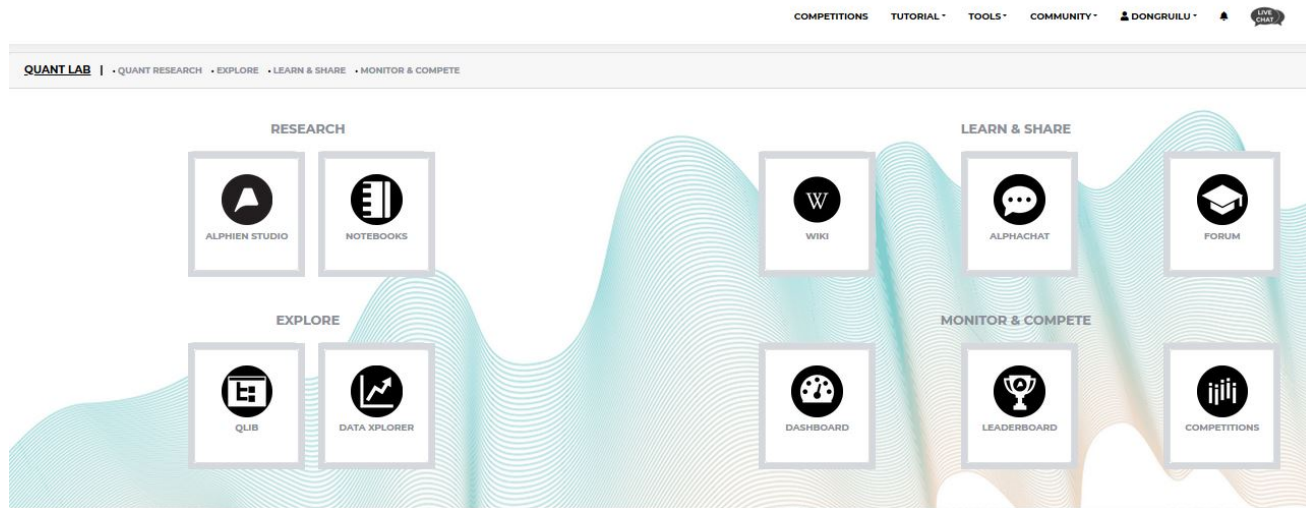 COMPETITIONS TUTORIAL TOOLS COMMUNITY DONGRUILU LIVE CHAT
QUANT LAB | • QUANT RESEARCH • EXPLORE • LEARN & SHARE • MONITOR & COMPETE
RESEARCH
ALPHIEN STUDIO NOTEBOOKS
LEARN & SHARE
W
WIKI ALPHACHAT FORUM
EXPLORE
QLIB DATA XPLORER
MONITOR & COMPETE
DASHBOARD LEADERBOARD COMPETITIONS